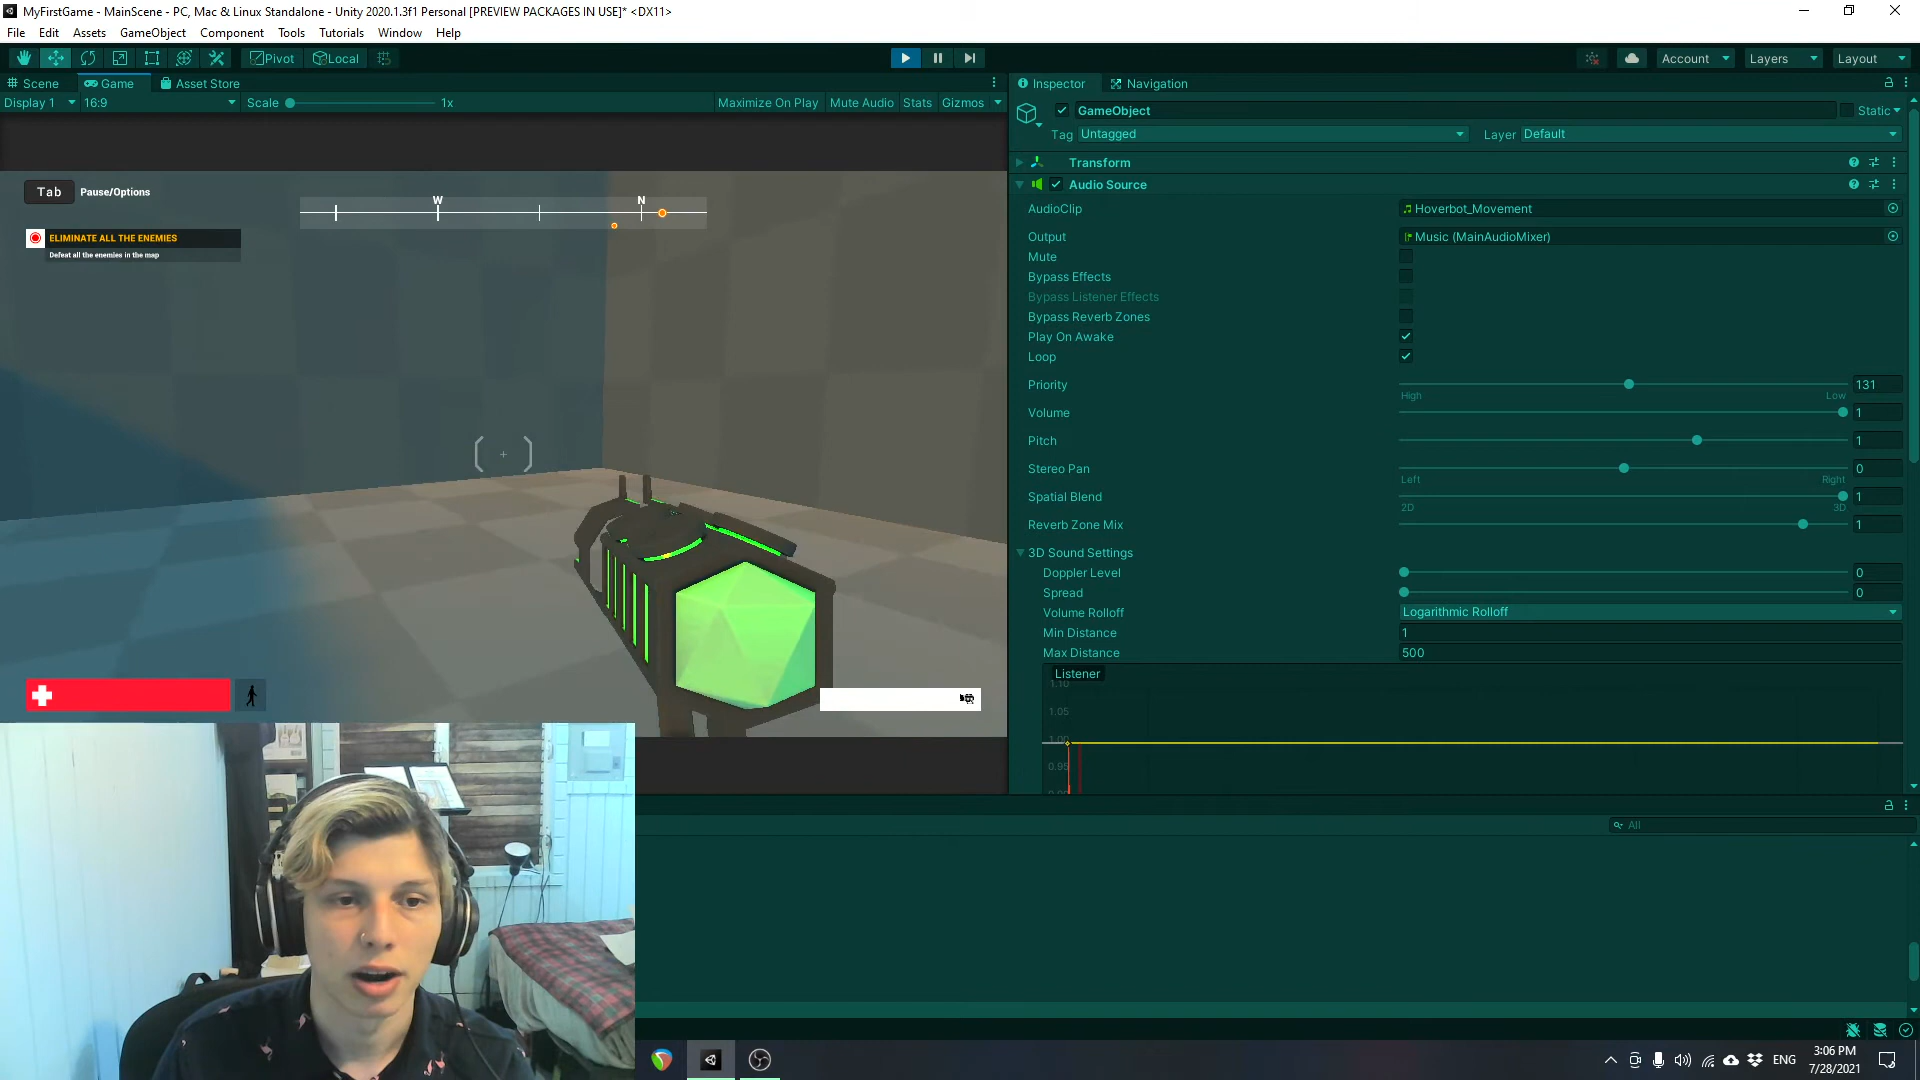 MyFirstGame - MainScene - PC, Mac & Linux Standalone - Unity 2020.1.3f1 Personal [PREVIEW PACKAGES IN USE]* <DX11>
File Edit Assets GameObject Component Tools Tutorials Window Help
Pivot Local Account Layers Layout
Scene Game Asset Store
Display 1 16:9 Scale 1x Maximize On Play Mute Audio Stats Gizmos
Tab Pause/Options
W N
ELIMINATE ALL THE ENEMIES
Defeat all the enemies in the map
Inspector Navigation
GameObject Static
Tag Untagged Layer Default
Transform
Audio Source
AudioClip Hoverbot_Movement
Output Music (MainAudioMixer)
Mute
Bypass Effects
Bypass Listener Effects
Bypass Reverb Zones
Play On Awake
Loop
Priority 131
High Low
Volume 1
Pitch 1
Stereo Pan 0
Left Right
Spatial Blend 1
2D 3D
Reverb Zone Mix 1
3D Sound Settings
Doppler Level 0
Spread 0
Volume Rolloff Logarithmic Rolloff
Min Distance 1
Max Distance 500
Listener
1.10
1.05
1.00
0.95
All
ENG
3:06 PM
7/28/2021